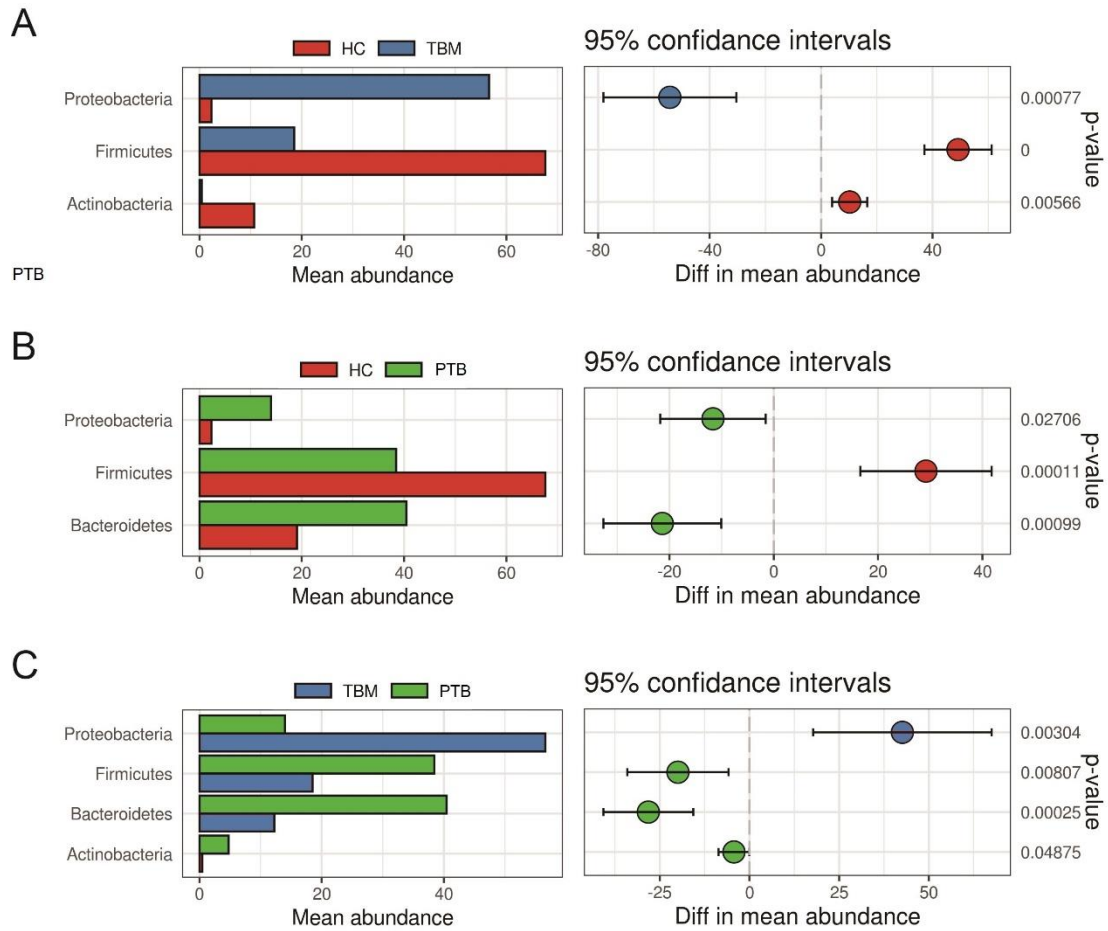 A
HC TBM
95% confidance intervals
Proteobacteria
Firmicutes
Actinobacteria
0 20 40 60
Mean abundance
-80 -40 0 40
Diff in mean abundance
0.00077
0
0.00566
p-value
PTB
B
HC PTB
95% confidance intervals
Proteobacteria
Firmicutes
Bacteroidetes
0 20 40 60
Mean abundance
-20 0 20 40
Diff in mean abundance
0.02706
0.00011
0.00099
p-value
C
TBM PTB
95% confidance intervals
Proteobacteria
Firmicutes
Bacteroidetes
Actinobacteria
0 20 40
Mean abundance
-25 0 25 50
Diff in mean abundance
0.00304
0.00807
0.00025
0.04875
p-value